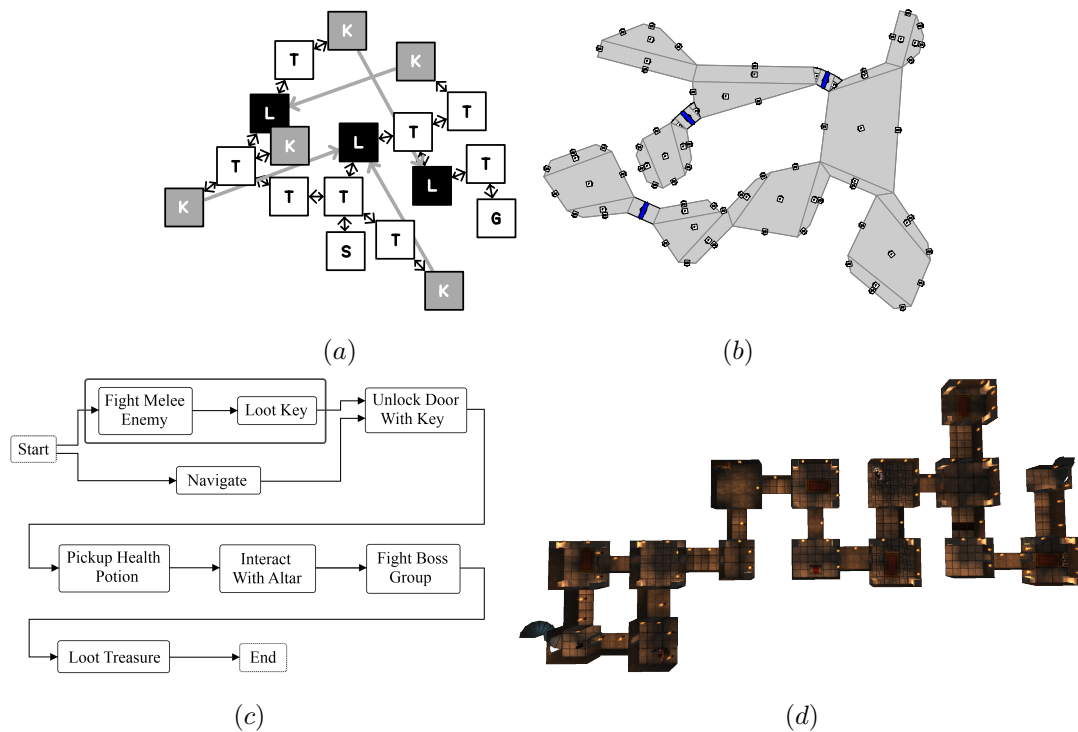 K
K
T
L
T
T
K
L
T
T
L
K
T
T
G
S
T
K
(a)
(b)
Fight Melee
Enemy
Loot Key
Unlock Door
With Key
Start
Navigate
Pickup Health
Potion
Interact
With Altar
Fight Boss
Group
Loot Treasure
End
(c)
(d)